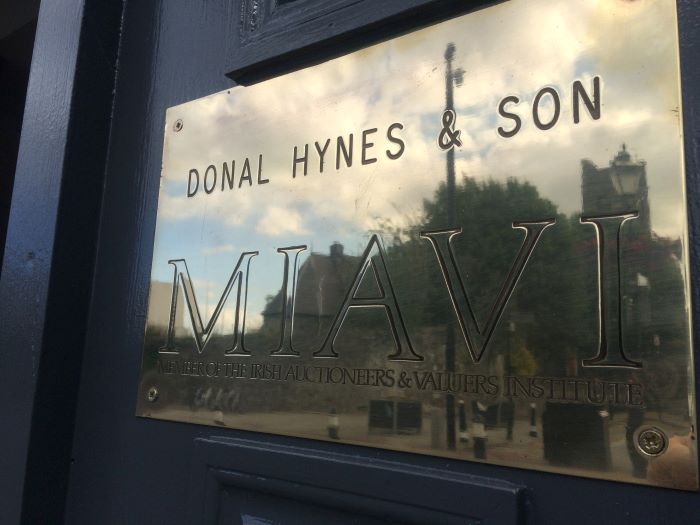 DONAL HYNES & SON
MIAVI
MEMBER OF THE IRISH AUCTIONEERS & VALUERS INSTITUTE